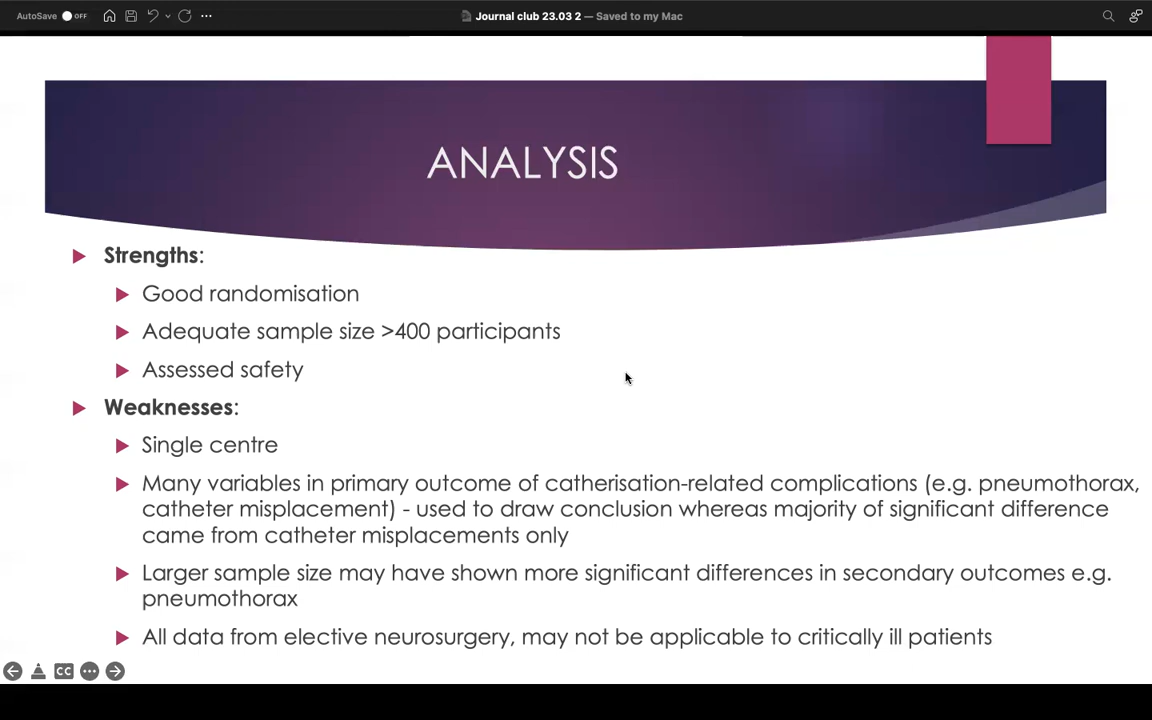 AutoSave OFF
Journal club 23.03 2 — Saved to my Mac
ANALYSIS
Strengths:
Good randomisation
Adequate sample size >400 participants
Assessed safety
Weaknesses:
Single centre
Many variables in primary outcome of catherisation-related complications (e.g. pneumothorax,
catheter misplacement) - used to draw conclusion whereas majority of significant difference
came from catheter misplacements only
Larger sample size may have shown more significant differences in secondary outcomes e.g.
pneumothorax
All data from elective neurosurgery, may not be applicable to critically ill patients
CC